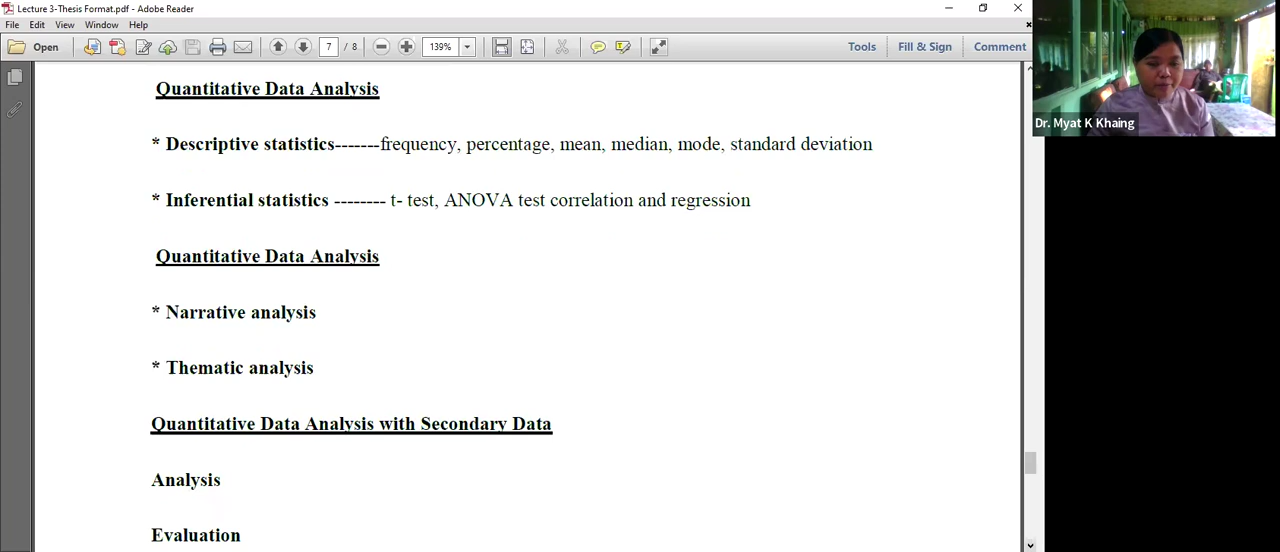 Lecture 3-Thesis Format.pdf - Adobe Reader
File Edit View Window Help
Open 7 / 8 139% Tools Fill & Sign Comment
Quantitative Data Analysis
* Descriptive statistics-------frequency, percentage, mean, median, mode, standard deviation
* Inferential statistics -------- t- test, ANOVA test correlation and regression
Quantitative Data Analysis
* Narrative analysis
* Thematic analysis
Quantitative Data Analysis with Secondary Data
Analysis
Evaluation
Dr. Myat K Khaing